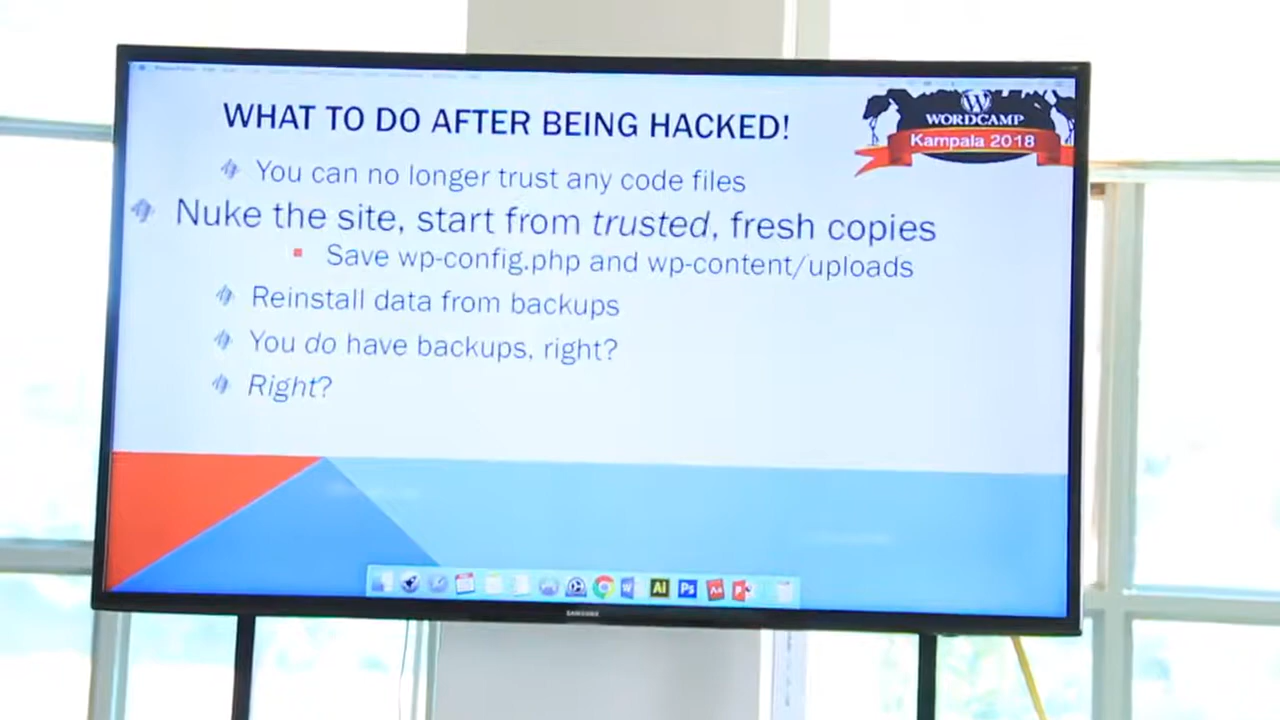 WHAT TO DO AFTER BEING HACKED!
WORDCAMP
Kampala 2018
You can no longer trust any code files
Nuke the site, start from trusted, fresh copies
Save wp-config.php and wp-content/uploads
Reinstall data from backups
You do have backups, right?
Right?
Ai
Ps
SAMSUNG